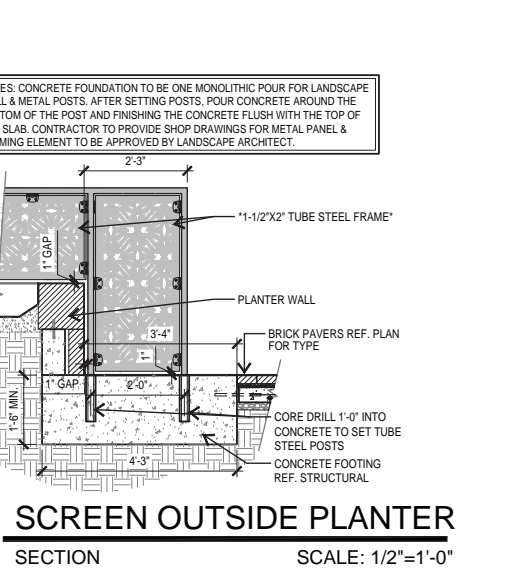 ES: CONCRETE FOUNDATION TO BE ONE MONOLITHIC POUR FOR LANDSCAPE
L & METAL POSTS. AFTER SETTING POSTS, POUR CONCRETE AROUND THE
TOM OF THE POST AND FINISHING THE CONCRETE FLUSH WITH THE TOP OF
SLAB. CONTRACTOR TO PROVIDE SHOP DRAWINGS FOR METAL PANEL &
MING ELEMENT TO BE APPROVED BY LANDSCAPE ARCHITECT.
2'-3"
*1-1/2"X2" TUBE STEEL FRAME*
1" GAP
PLANTER WALL
3'-4"
BRICK PAVERS REF. PLAN
FOR TYPE
1"
1" GAP
2'-0"
1'-6" MIN.
CORE DRILL 1'-0" INTO
CONCRETE TO SET TUBE
STEEL POSTS
4'-3"
CONCRETE FOOTING
REF. STRUCTURAL
SCREEN OUTSIDE PLANTER
SECTION
SCALE: 1/2"=1'-0"